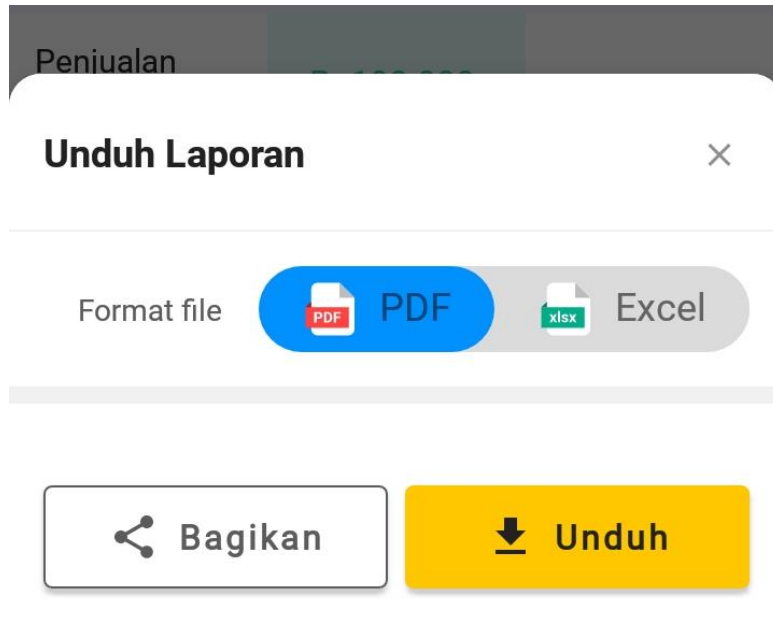 Penjualan
Unduh Laporan
Format file
PDF
PDF
xlsx
Excel
Bagikan
Unduh